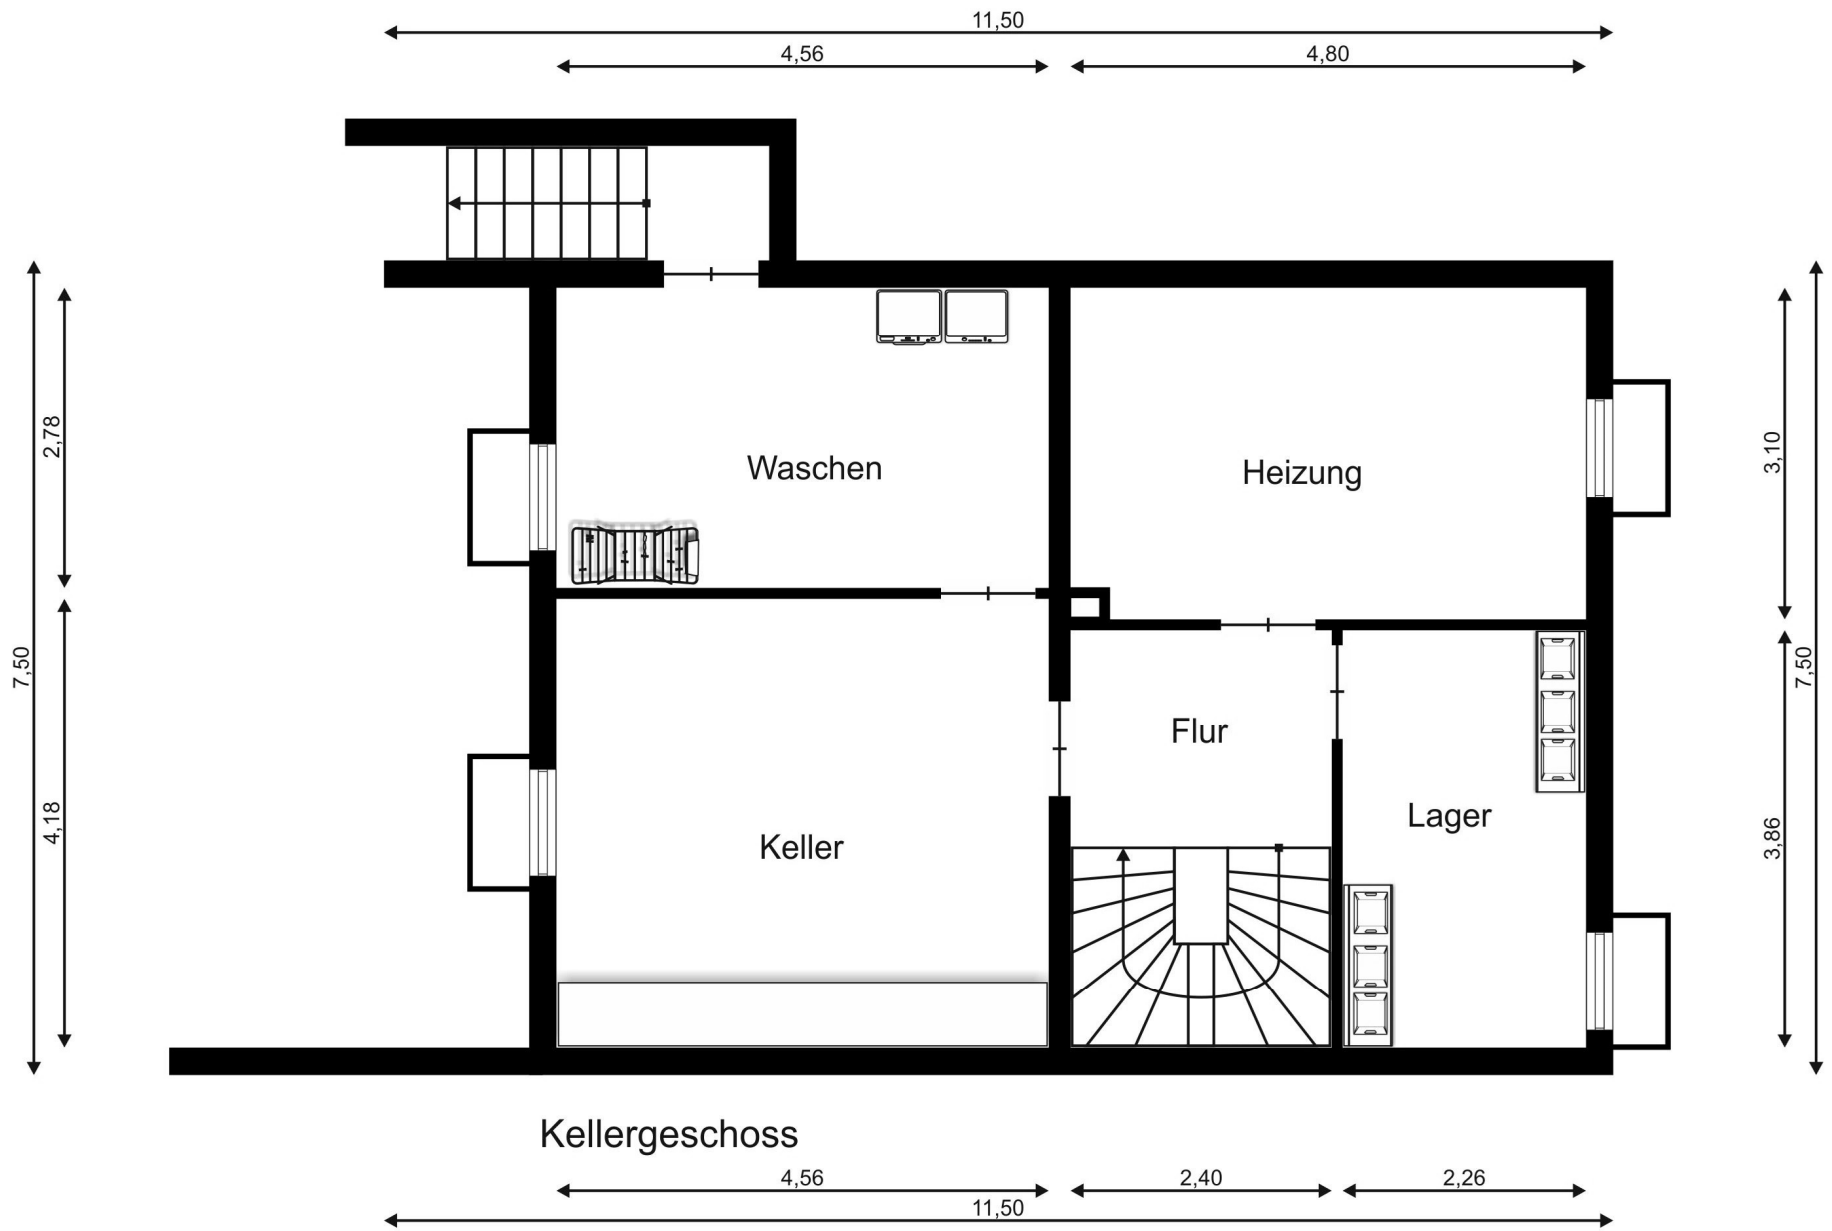 11,50
4,56
4,80
2,78
7,50
4,18
Waschen
Heizung
3,10
7,50
3,86
Flur
Lager
Keller
Kellergeschoss
4,56
2,40
2,26
11,50